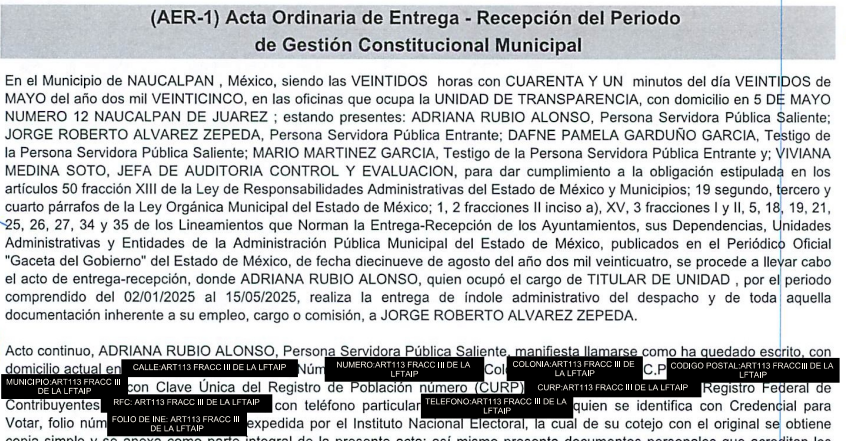 (AER-1) Acta Ordinaria de Entrega - Recepción del Periodo
de Gestión Constitucional Municipal
En el Municipio de NAUCALPAN , México, siendo las VEINTIDOS horas con CUARENTA Y UN minutos del día VEINTIDOS de
MAYO del año dos mil VEINTICINCO, en las oficinas que ocupa la UNIDAD DE TRANSPARENCIA, con domicilio en 5 DE MAYO
NUMERO 12 NAUCALPAN DE JUAREZ ; estando presentes: ADRIANA RUBIO ALONSO, Persona Servidora Pública Saliente;
JORGE ROBERTO ALVAREZ ZEPEDA, Persona Servidora Pública Entrante; DAFNE PAMELA GARDUÑO GARCIA, Testigo de
la Persona Servidora Pública Saliente; MARIO MARTINEZ GARCIA, Testigo de la Persona Servidora Pública Entrante y; VIVIANA
MEDINA SOTO, JEFA DE AUDITORIA CONTROL Y EVALUACION, para dar cumplimiento a la obligación estipulada en los
artículos 50 fracción XIII de la Ley de Responsabilidades Administrativas del Estado de México y Municipios; 19 segundo, tercero y
cuarto párrafos de la Ley Orgánica Municipal del Estado de México; 1, 2 fracciones II inciso a), XV, 3 fracciones I y II, 5, 18, 19, 21,
25, 26, 27, 34 y 35 de los Lineamientos que Norman la Entrega-Recepción de los Ayuntamientos, sus Dependencias, Unidades
Administrativas y Entidades de la Administración Pública Municipal del Estado de México, publicados en el Periódico Oficial
"Gaceta del Gobierno" del Estado de México, de fecha diecinueve de agosto del año dos mil veinticuatro, se procede a llevar cabo
el acto de entrega-recepción, donde ADRIANA RUBIO ALONSO, quien ocupó el cargo de TITULAR DE UNIDAD , por el periodo
comprendido del 02/01/2025 al 15/05/2025, realiza la entrega de índole administrativo del despacho y de toda aquella
documentación inherente a su empleo, cargo o comisión, a JORGE ROBERTO ALVAREZ ZEPEDA.
Acto continuo, ADRIANA RUBIO ALONSO, Persona Servidora Pública Saliente, manifiesta llamarse como ha quedado escrito, con
domicilio actual en CALLE:ART113 FRACC III DE LA LFTAIP Núm NUMERO:ART113 FRACC III DE LA LFTAIP Col COLONIA:ART113 FRACC III DE LA LFTAIP C.P CODIGO POSTAL:ART113 FRACC III DE LA LFTAIP
MUNICIPIO:ART113 FRACC III DE LA LFTAIP con Clave Única del Registro de Población número (CURP) CURP:ART113 FRACC III DE LA LFTAIP Registro Federal de
Contribuyentes RFC: ART113 FRACC III DE LA LFTAIP con teléfono particular TELEFONO:ART113 FRACC III DE LA LFTAIP quien se identifica con Credencial para
Votar, folio núm FOLIO DE INE: ART113 FRACC III DE LA LFTAIP expedida por el Instituto Nacional Electoral, la cual de su cotejo con el original se obtiene
copia simple y se anexa como parte integral de la presente acta; así mismo presenta documentos personales que acreditan los